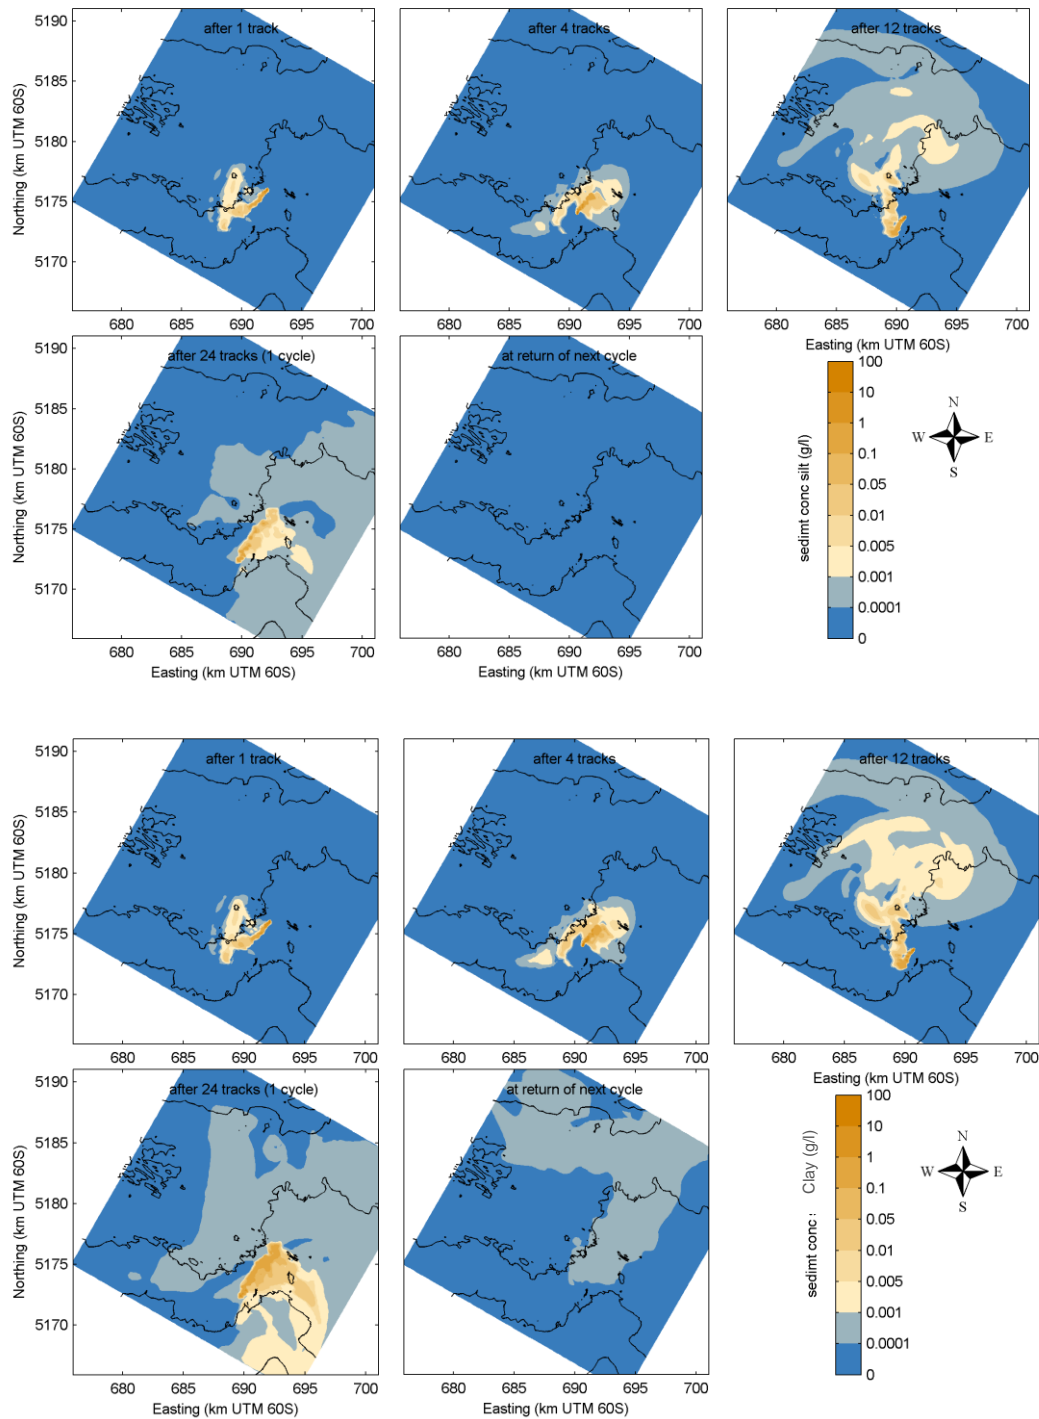 after 1 track
after 4 tracks
after 12 tracks
5191
5185
5180
5175
5170
Northing (km UTM 60S)
680 685 690 695 700
680 685 690 695 700
680 685 690 695 700
Easting (km UTM 60S)
after 24 tracks (1 cycle)
at return of next cycle
5191
5185
5180
5175
5170
Northing (km UTM 60S)
680 685 690 695 700
680 685 690 695 700
Easting (km UTM 60S)
Easting (km UTM 60S)
sedimt conc silt (g/l)
100
10
1
0.1
0.05
0.01
0.005
0.001
0.0001
0
N
W E
S
after 1 track
after 4 tracks
after 12 tracks
5191
5185
5180
5175
5170
Northing (km UTM 60S)
680 685 690 695 700
680 685 690 695 700
680 685 690 695 700
Easting (km UTM 60S)
after 24 tracks (1 cycle)
at return of next cycle
5191
5185
5180
5175
5170
Northing (km UTM 60S)
680 685 690 695 700
680 685 690 695 700
Easting (km UTM 60S)
Easting (km UTM 60S)
sedimt conc : Clay (g/l)
100
10
1
0.1
0.05
0.01
0.005
0.001
0.0001
0
N
W E
S